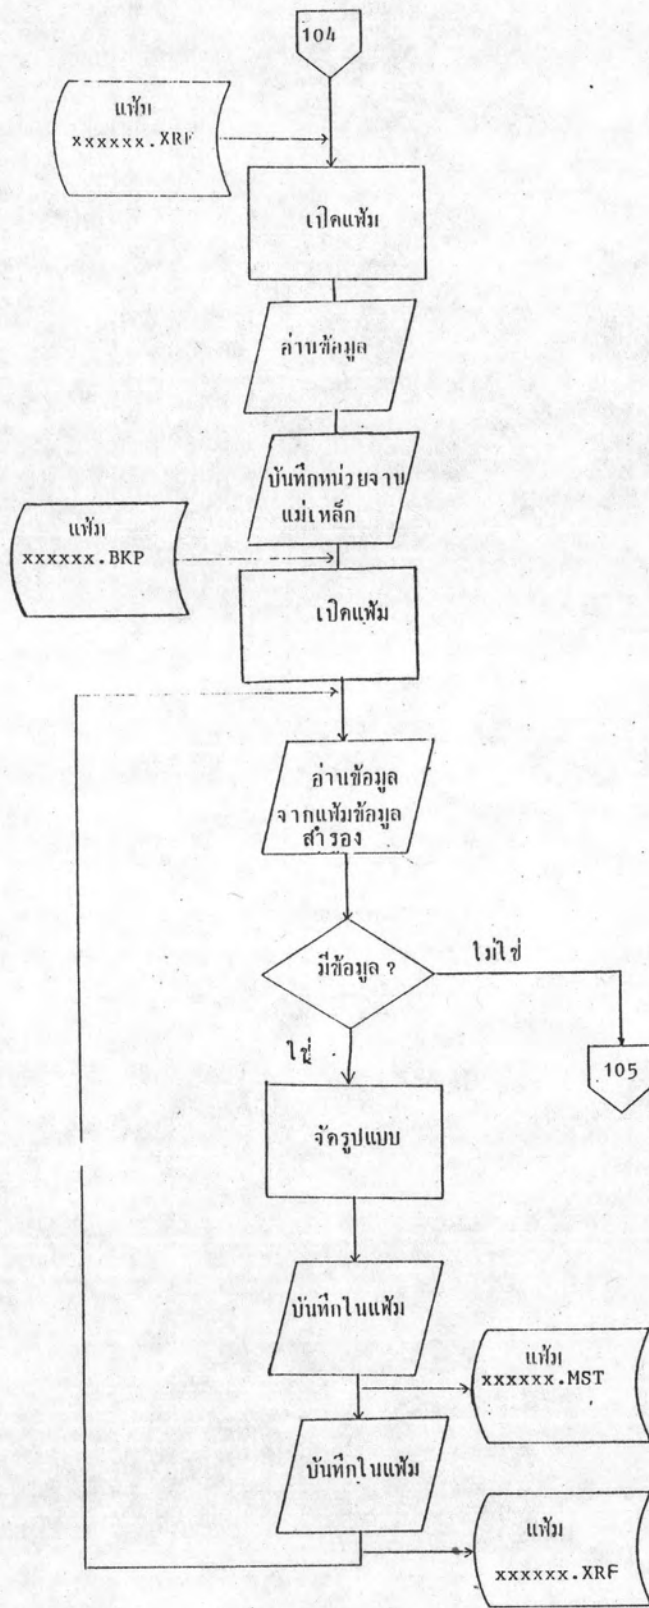 104
แฟ้ม
xxxxxx.XRF
เปิดแฟ้ม
อ่านข้อมูล
บันทึกหน่วยจาน
แม่เหล็ก
แฟ้ม
xxxxxx.BKP
เปิดแฟ้ม
อ่านข้อมูล
จากแฟ้มข้อมูล
สำรอง
มีข้อมูล ?
ไม่ใช่
ใช่
105
จัดรูปแบบ
บันทึกในแฟ้ม
แฟ้ม
xxxxxx.MST
บันทึกในแฟ้ม
แฟ้ม
xxxxxx.XRF